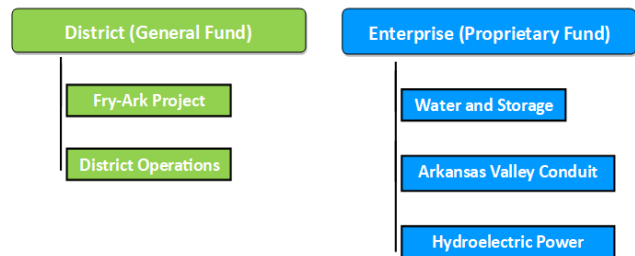 District (General Fund)
Fry-Ark Project
District Operations
Enterprise (Proprietary Fund)
Water and Storage
Arkansas Valley Conduit
Hydroelectric Power